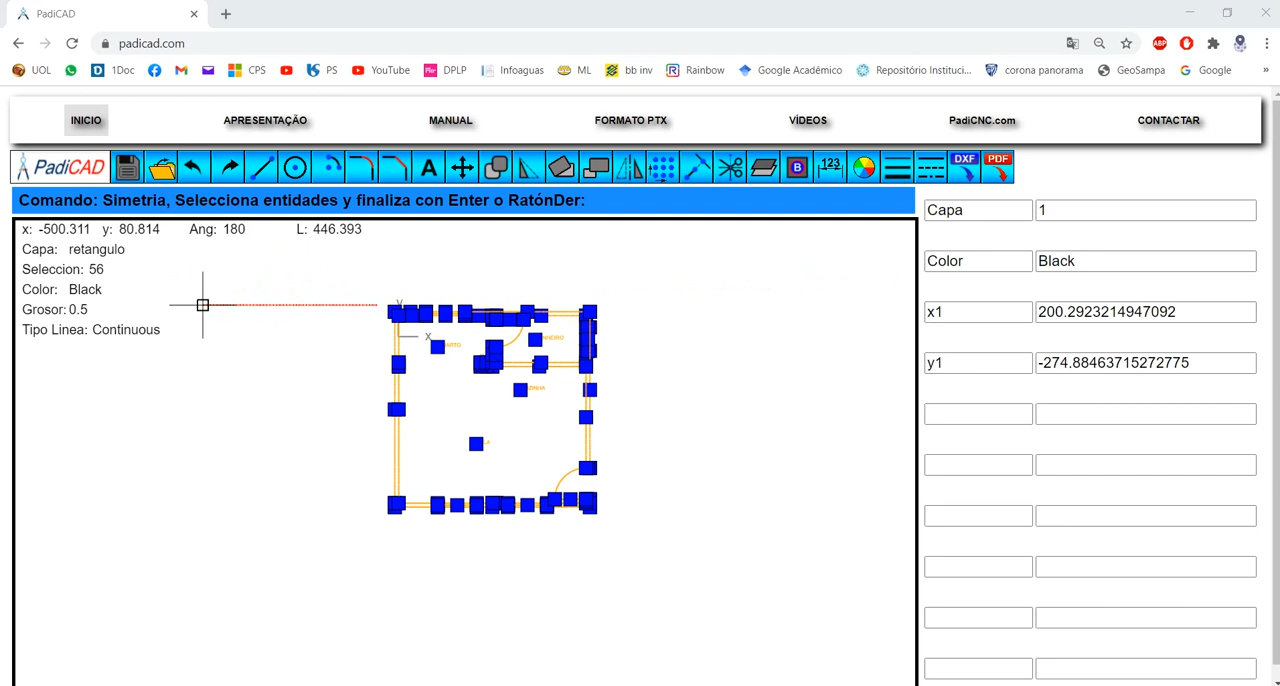 PadiCAD
padicad.com
ABP
UOL 1Doc CPS PS YouTube DPLP Infoaguas ML bb inv Rainbow Google Acadêmico Repositório Instituci... corona panorama GeoSampa Google »
INICIO APRESENTAÇÃO MANUAL FORMATO PTX VÍDEOS PadiCNC.com CONTACTAR
PadiCAD A B 123 DXF PDF
Comando: Simetria, Selecciona entidades y finaliza con Enter o RatónDer:
x: -500.311 y: 80.814 Ang: 180 L: 446.393
Capa: retangulo
Seleccion: 56
Color: Black
Grosor: 0.5
Tipo Linea: Continuous
Y
X
Capa 1
Color Black
x1 200.2923214947092
y1 -274.88463715272775